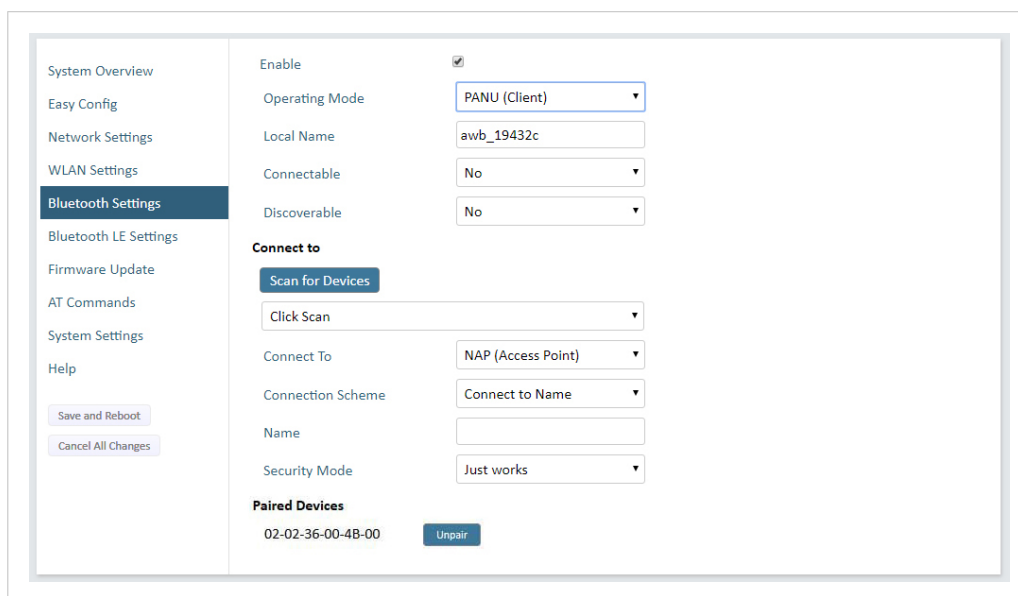 System Overview
Easy Config
Network Settings
WLAN Settings
Bluetooth Settings
Bluetooth LE Settings
Firmware Update
AT Commands
System Settings
Help
Save and Reboot
Cancel All Changes
Enable
Operating Mode PANU (Client)
Local Name awb_19432c
Connectable No
Discoverable No
Connect to
Scan for Devices
Click Scan
Connect To NAP (Access Point)
Connection Scheme Connect to Name
Name
Security Mode Just works
Paired Devices
02-02-36-00-4B-00 Unpair